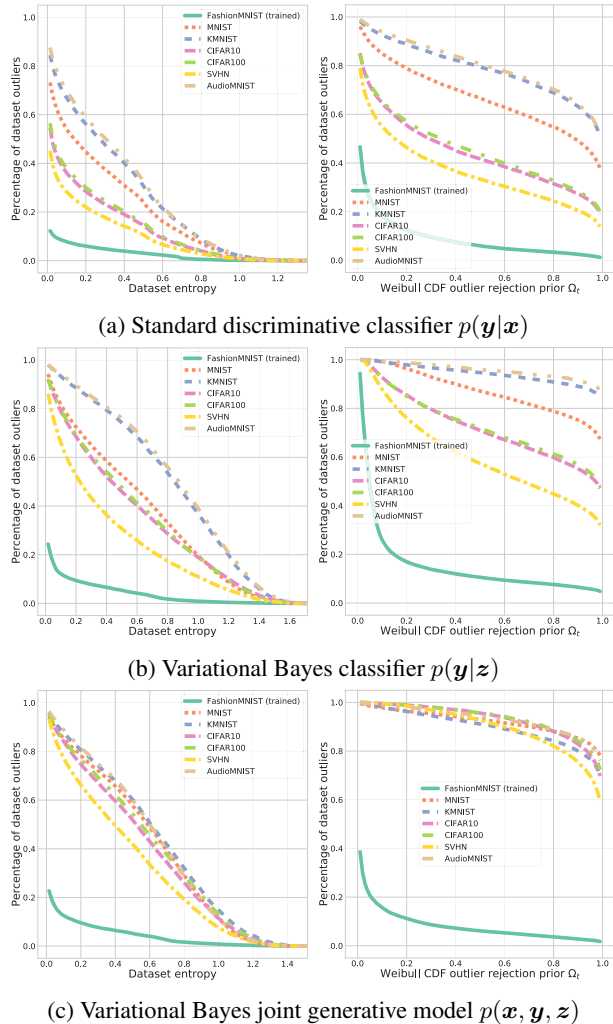 Percentage of dataset outliers
1.0
0.8
0.6
0.4
0.2
0.0
FashionMNIST (trained)
MNIST
KMNIST
CIFAR10
CIFAR100
SVHN
AudioMNIST
0.0 0.2 0.4 0.6 0.8 1.0 1.2
Dataset entropy
Percentage of dataset outliers
1.0
0.8
0.6
0.4
0.2
0.0
FashionMNIST (trained)
MNIST
KMNIST
CIFAR10
CIFAR100
SVHN
AudioMNIST
0.0 0.2 0.4 0.6 0.8 1.0
Weibull CDF outlier rejection prior Ωt
(a) Standard discriminative classifier p(y|x)
Percentage of dataset outliers
1.0
0.8
0.6
0.4
0.2
0.0
FashionMNIST (trained)
MNIST
KMNIST
CIFAR10
CIFAR100
SVHN
AudioMNIST
0.0 0.2 0.4 0.6 0.8 1.0 1.2 1.4 1.6
Dataset entropy
Percentage of dataset outliers
1.0
0.8
0.6
0.4
0.2
0.0
FashionMNIST (trained)
MNIST
KMNIST
CIFAR10
CIFAR100
SVHN
AudioMNIST
0.0 0.2 0.4 0.6 0.8 1.0
Weibull CDF outlier rejection prior Ωt
(b) Variational Bayes classifier p(y|z)
Percentage of dataset outliers
1.0
0.8
0.6
0.4
0.2
0.0
FashionMNIST (trained)
MNIST
KMNIST
CIFAR10
CIFAR100
SVHN
AudioMNIST
0.0 0.2 0.4 0.6 0.8 1.0 1.2 1.4
Dataset entropy
Percentage of dataset outliers
1.0
0.8
0.6
0.4
0.2
0.0
FashionMNIST (trained)
MNIST
KMNIST
CIFAR10
CIFAR100
SVHN
AudioMNIST
0.0 0.2 0.4 0.6 0.8 1.0
Weibull CDF outlier rejection prior Ωt
(c) Variational Bayes joint generative model p(x, y, z)